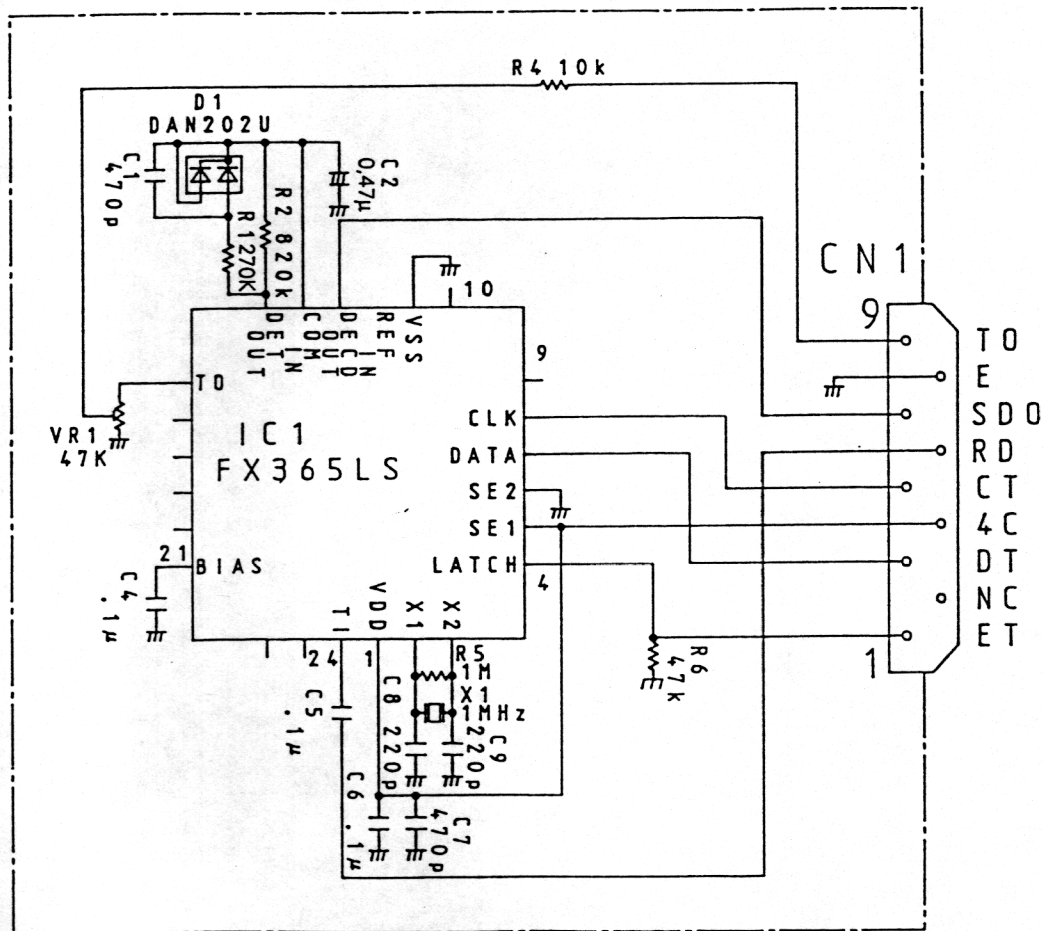 R4 10k
D1
DAN202U
C1
470p
R1 270K
R2 820k
C2
0,47μ
10
DET OUT
COM IN
DECD OUT
REF IN
VSS
9
CN1
9
TO
E
SDO
RD
CT
4C
DT
NC
ET
1
TO
VR1
47K
IC1
FX365LS
CLK
DATA
SE2
SE1
LATCH
4
21
BIAS
C4
.1μ
TI
VDD
X1
X2
24
1
R5
1M
X1
1MHz
C5
.1μ
C8
220p
C9
220p
C6
.1μ
C7
470p
R6
47k